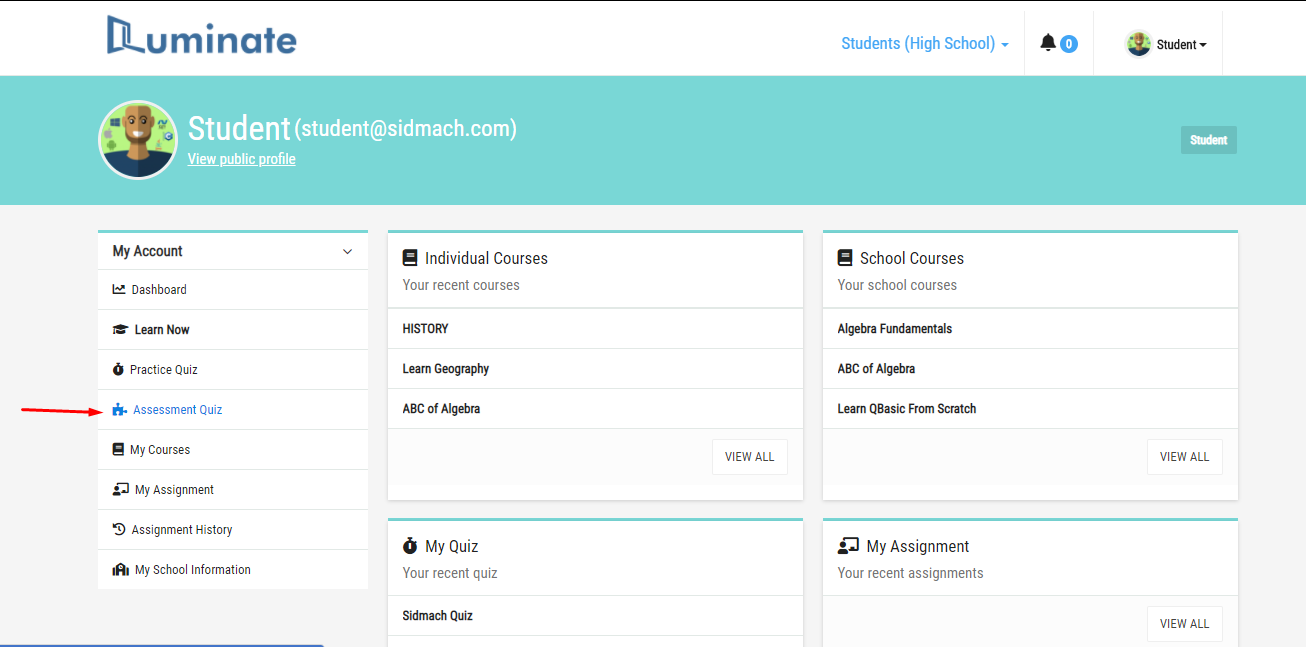 Luminate
Students (High School)
0
Student
Student (student@sidmach.com)
View public profile
Student
My Account
Dashboard
Learn Now
Practice Quiz
Assessment Quiz
My Courses
My Assignment
Assignment History
My School Information
Individual Courses
Your recent courses
HISTORY
Learn Geography
ABC of Algebra
VIEW ALL
School Courses
Your school courses
Algebra Fundamentals
ABC of Algebra
Learn QBasic From Scratch
VIEW ALL
My Quiz
Your recent quiz
Sidmach Quiz
My Assignment
Your recent assignments
VIEW ALL